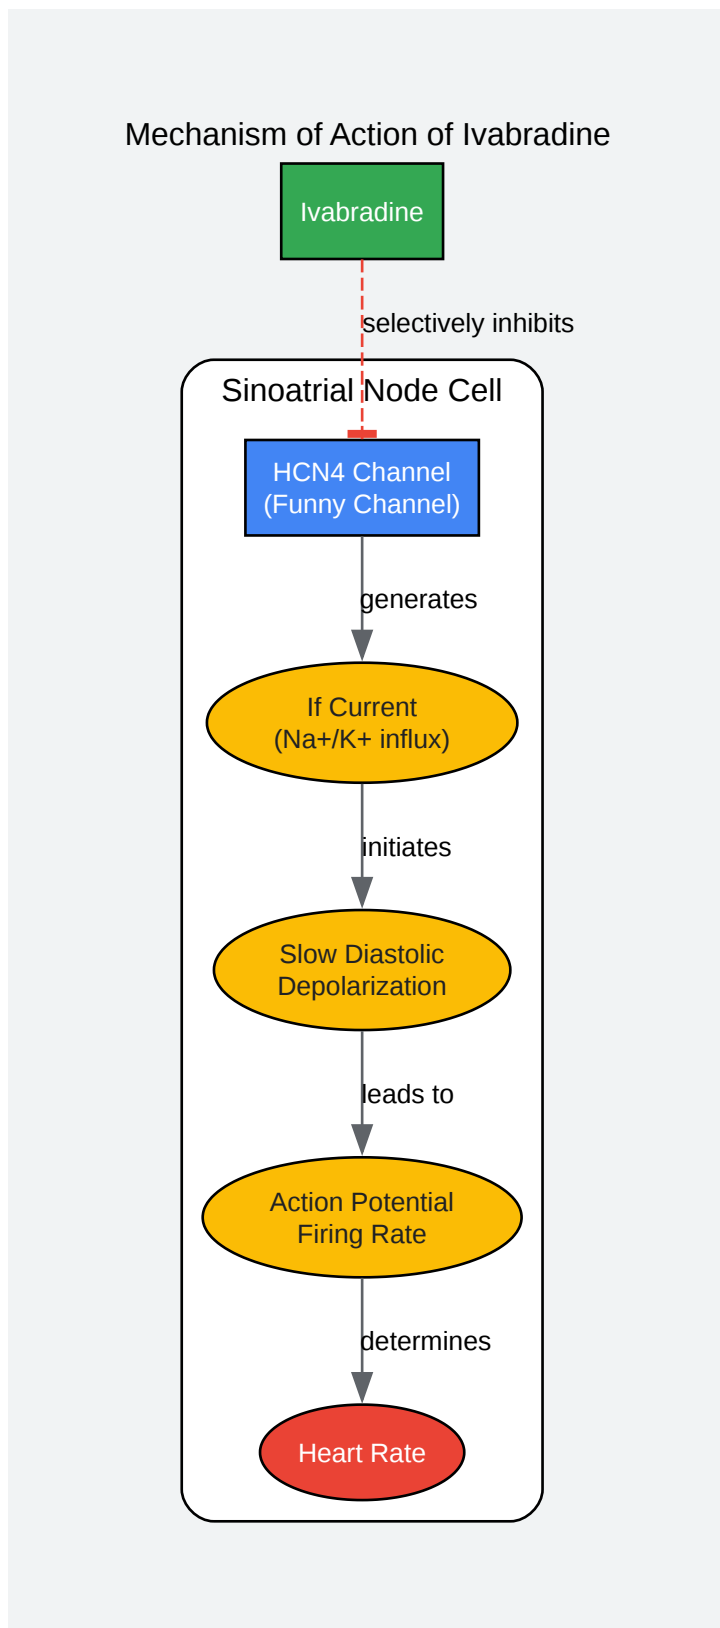 Mechanism of Action of Ivabradine
Ivabradine
selectively inhibits
Sinoatrial Node Cell
HCN4 Channel
(Funny Channel)
generates
If Current
(Na+/K+ influx)
initiates
Slow Diastolic
Depolarization
leads to
Action Potential
Firing Rate
determines
Heart Rate